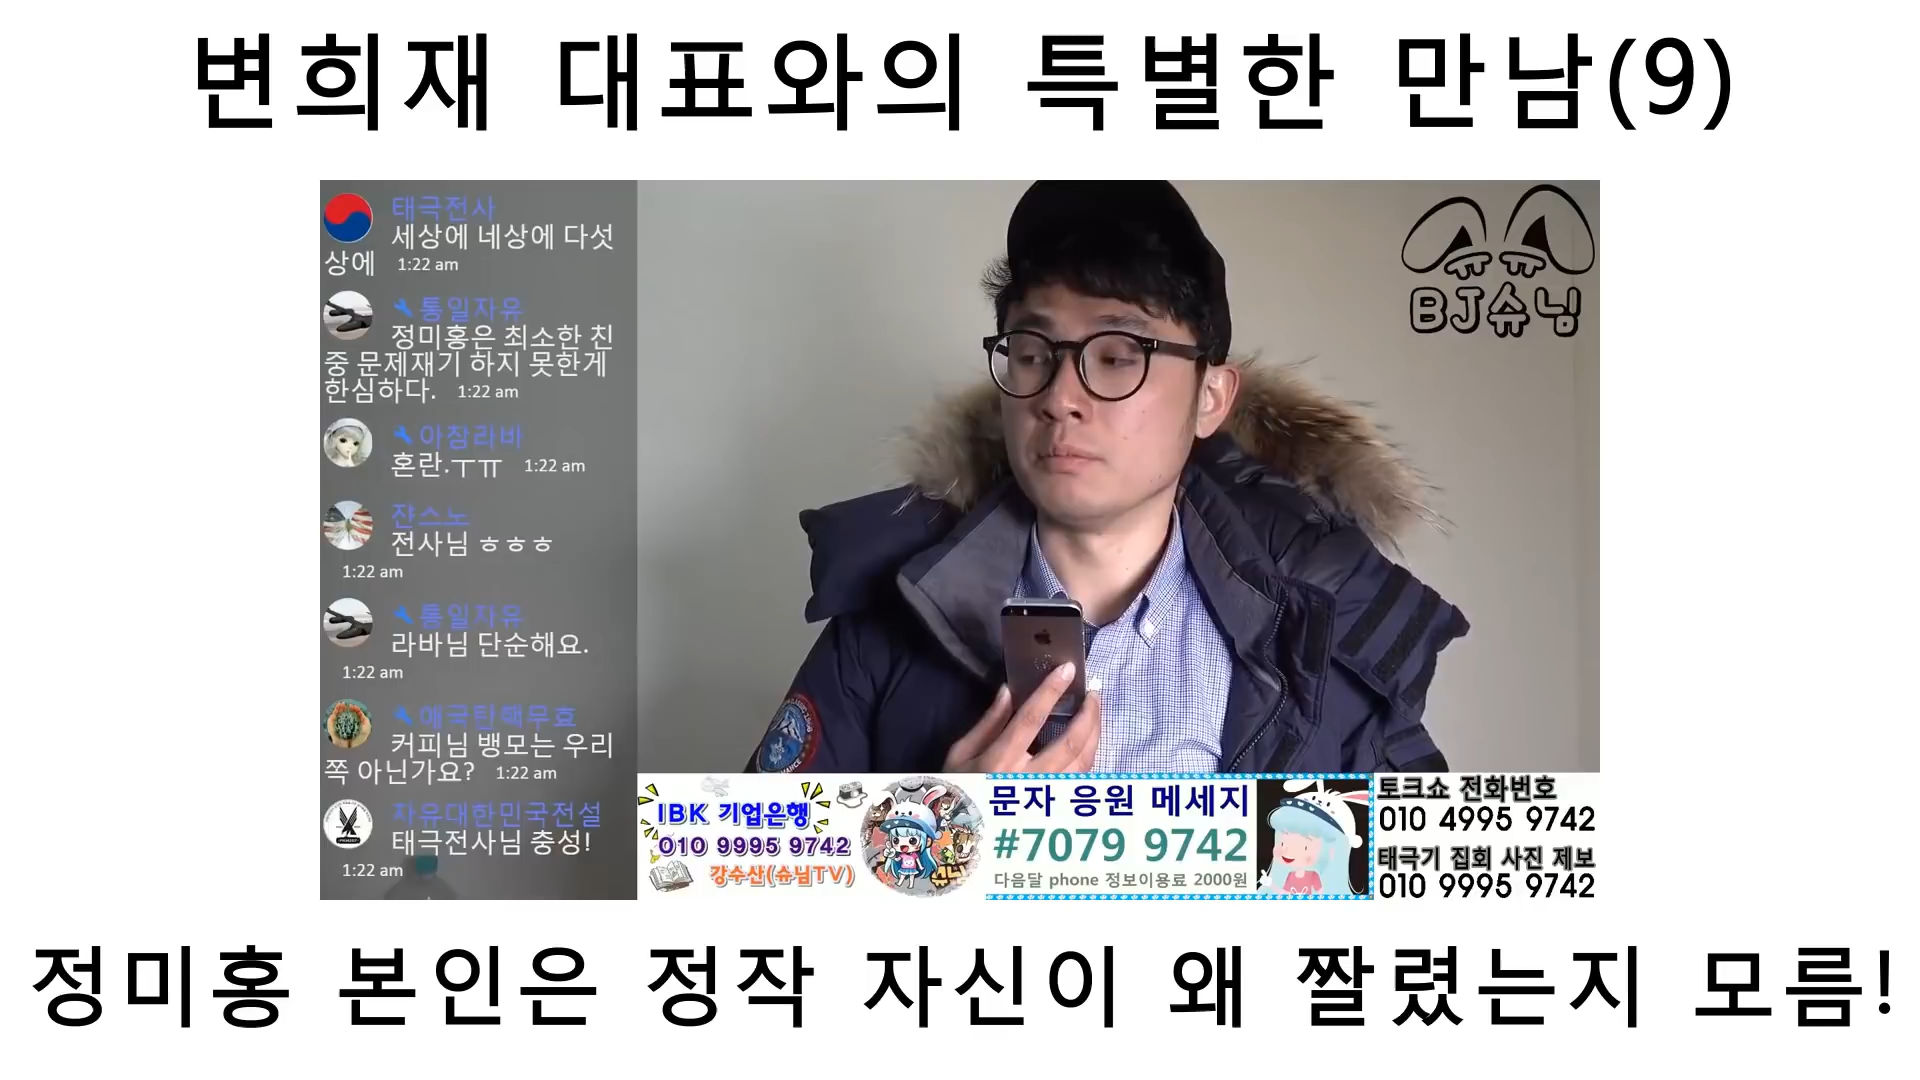 변희재 대표와의 특별한 만남(9)
태극전사
세상에 네상에 다섯
상에 1:22 am
통일자유
정미홍은 최소한 친
중 문제재기 하지 못한게
한심하다. 1:22 am
아참라바
혼란.ㅜㅠ 1:22 am
쟌스노
전사님 ㅎㅎㅎ
1:22 am
통일자유
라바님 단순해요.
1:22 am
애국탄핵무효
커피님 뱅모는 우리
쪽 아닌가요? 1:22 am
자유대한민국전설
태극전사님 충성!
1:22 am
ㅠㅠ
BJ슈님
IBK 기업은행
010 9995 9742
강수산(슈님TV)
슈님
문자 응원 메세지
#7079 9742
다음달 phone 정보이용료 2000원
토크쇼 전화번호
010 4995 9742
태극기 집회 사진 제보
010 9995 9742
정미홍 본인은 정작 자신이 왜 짤렸는지 모름!